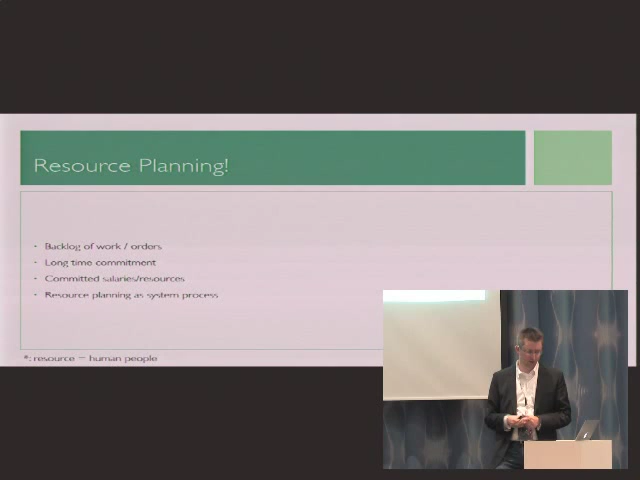 Resource Planning!
• Backlog of work / orders
• Long time commitment
• Committed salaries/resources
• Resource planning as system process
*: resource = human people